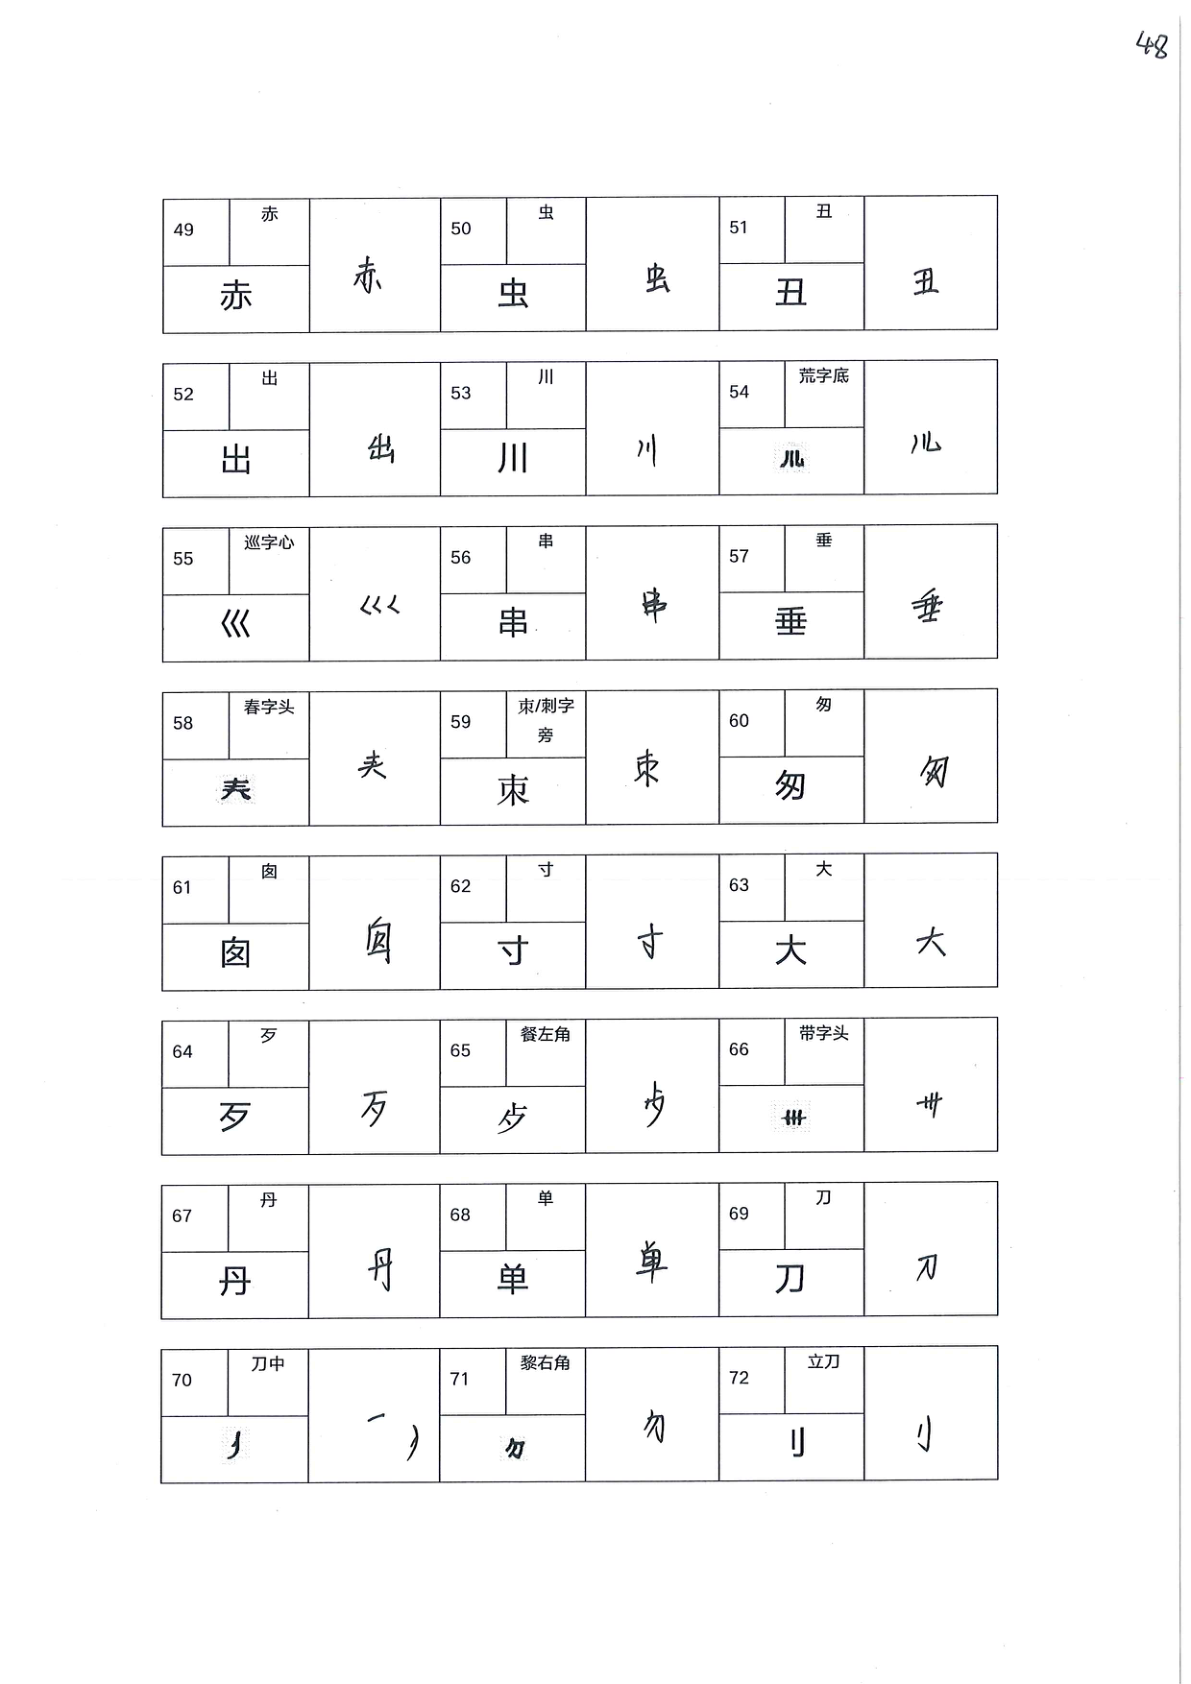 48
49 赤 赤 赤 50 虫 虫 虫 51 丑 丑 丑
52 出 出 出 53 川 川 川 54 荒字底 㐬 
55 巡字心 巛 巛 56 串 串 串 57 垂 垂 垂
58 春字头 𡗗 𡗗 59 朿/刺字旁 朿 朿 60 匆 匆 匆
61 囱 囱 囱 62 寸 寸 寸 63 大 大 大
64 歹 歹 歹 65 餐左角 歺 歺 66 带字头 卌 卌
67 丹 丹 丹 68 单 单 单 69 刀 刀 刀
70 刀中 71 黎右角 勿 72 立刀 刂 刂